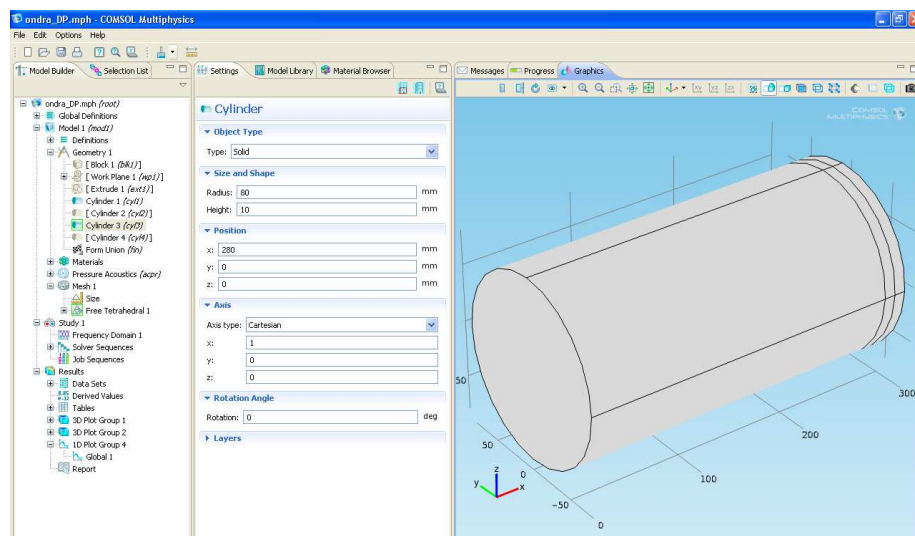 ondra_DP.mph - COMSOL Multiphysics
File Edit Options Help
Model Builder Selection List
Settings Model Library Material Browser
Messages Progress Graphics
ondra_DP.mph (root)
Global Definitions
Model 1 (mod1)
Definitions
Geometry 1
[ Block 1 (blk1)]
[ Work Plane 1 (wp1)]
[ Extrude 1 (ext1)]
Cylinder 1 (cyl1)
[ Cylinder 2 (cyl2)]
Cylinder 3 (cyl3)
[ Cylinder 4 (cyl4)]
Form Union (fin)
Materials
Pressure Acoustics (acpr)
Mesh 1
Size
Free Tetrahedral 1
Study 1
Frequency Domain 1
Solver Sequences
Job Sequences
Results
Data Sets
Derived Values
Tables
3D Plot Group 1
3D Plot Group 2
1D Plot Group 4
Global 1
Report
Cylinder
Object Type
Type: Solid
Size and Shape
Radius: 80 mm
Height: 10 mm
Position
x: 280 mm
y: 0 mm
z: 0 mm
Axis
Axis type: Cartesian
x: 1
y: 0
z: 0
Rotation Angle
Rotation: 0 deg
Layers
COMSOL
MULTIPHYSICS
50
300
50
200
z
0
100
y
x
-50
0